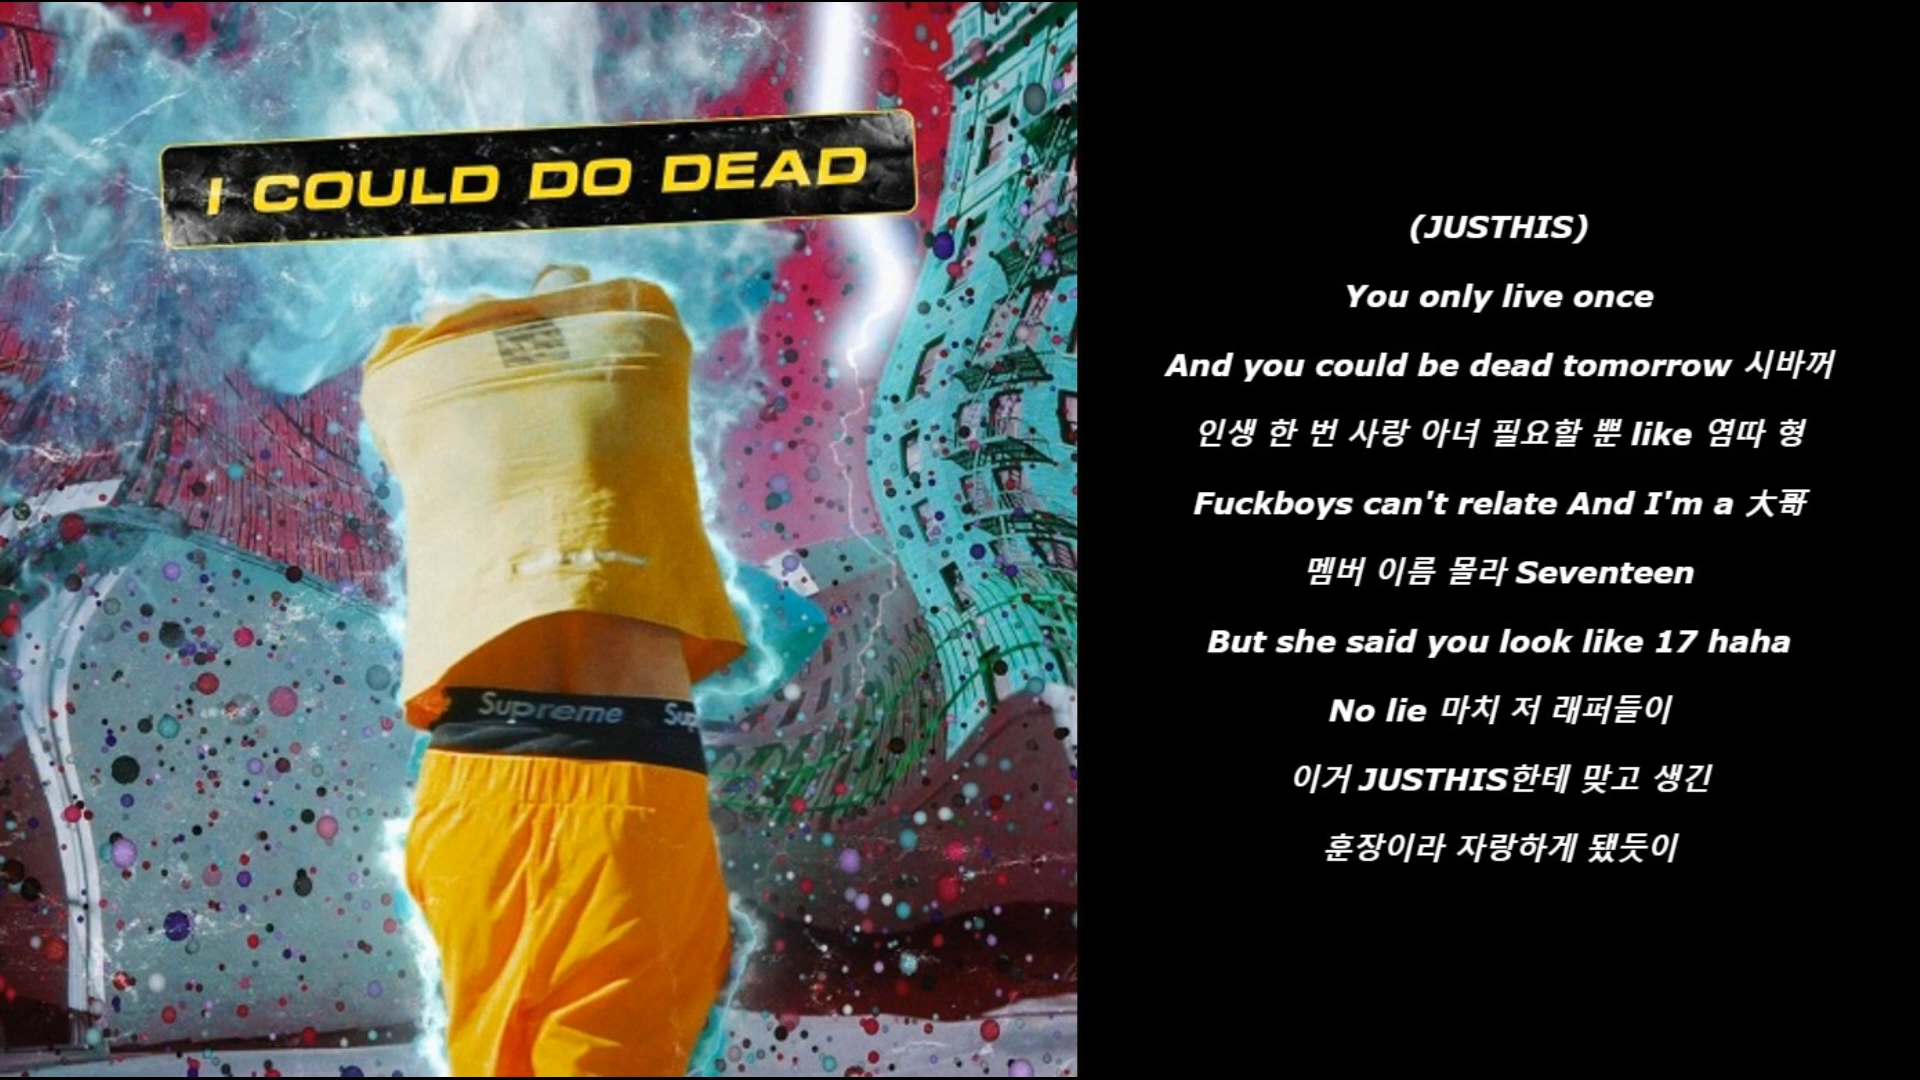 I COULD DO DEAD
Supreme
Sup
(JUSTHIS)
You only live once
And you could be dead tomorrow 시바꺼
인생 한 번 사랑 아녀 필요할 뿐 like 염따 형
Fuckboys can't relate And I'm a 大哥
멤버 이름 몰라 Seventeen
But she said you look like 17 haha
No lie 마치 저 래퍼들이
이거 JUSTHIS한테 맞고 생긴
훈장이라 자랑하게 됐듯이